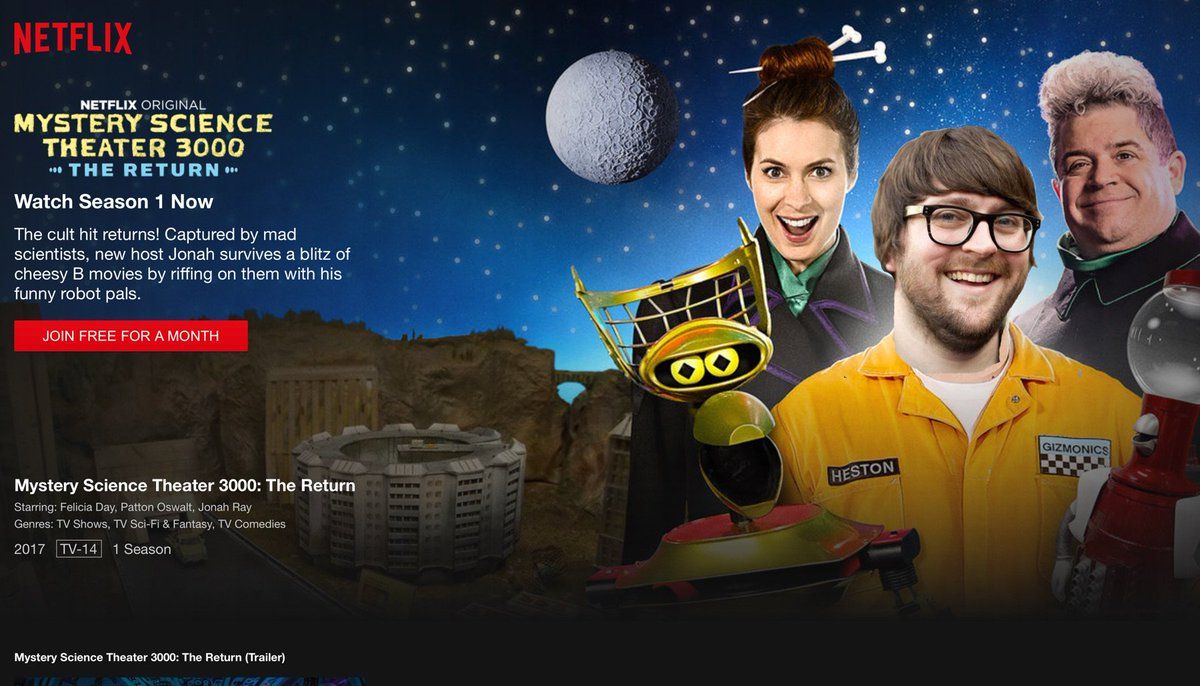 NETFLIX
NETFLIX ORIGINAL
MYSTERY SCIENCE
THEATER 3000
THE RETURN
Watch Season 1 Now
The cult hit returns! Captured by mad
scientists, new host Jonah survives a blitz of
cheesy B movies by riffing on them with his
funny robot pals.
JOIN FREE FOR A MONTH
HESTON
GIZMONICS
Mystery Science Theater 3000: The Return
Starring: Felicia Day, Patton Oswalt, Jonah Ray
Genres: TV Shows, TV Sci-Fi & Fantasy, TV Comedies
2017 TV-14 1 Season
Mystery Science Theater 3000: The Return (Trailer)